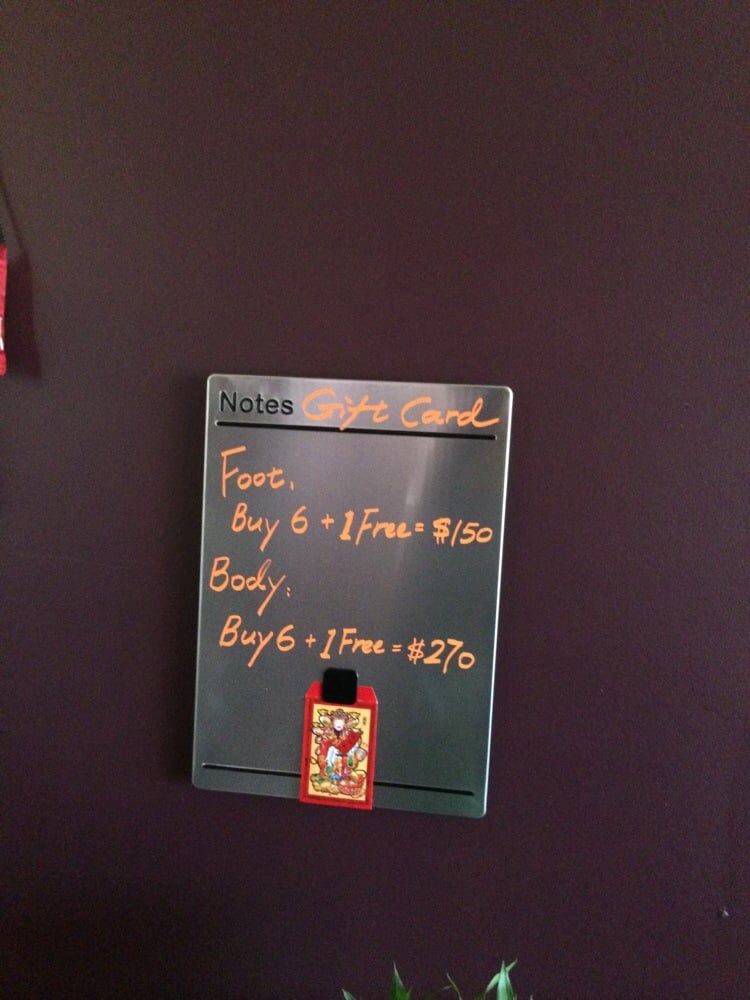 Notes Gift Card
Foot.
Buy 6 + 1 Free = $150
Body:
Buy 6 + 1 Free = $270